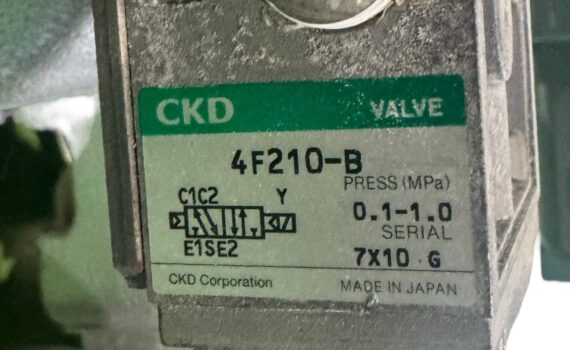 CKD VALVE
4F210-B
PRESS (MPa)
C1C2 Y
0.1-1.0
SERIAL
E1SE2
7X10 G
CKD Corporation MADE IN JAPAN